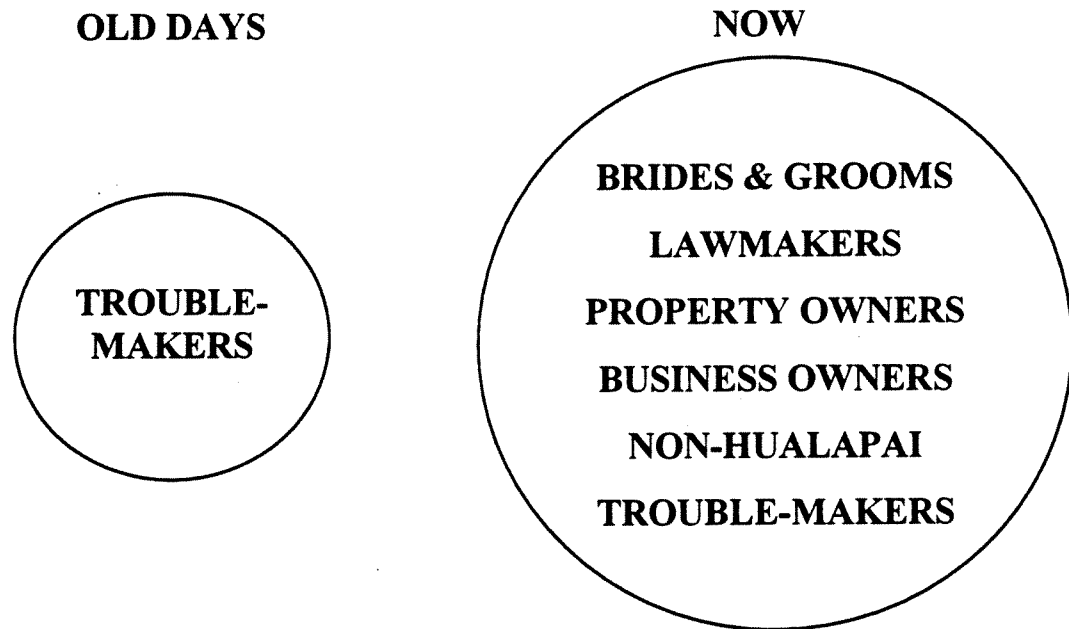 OLD DAYS
TROUBLE-
MAKERS
NOW
BRIDES & GROOMS
LAWMAKERS
PROPERTY OWNERS
BUSINESS OWNERS
NON-HUALAPAI
TROUBLE-MAKERS